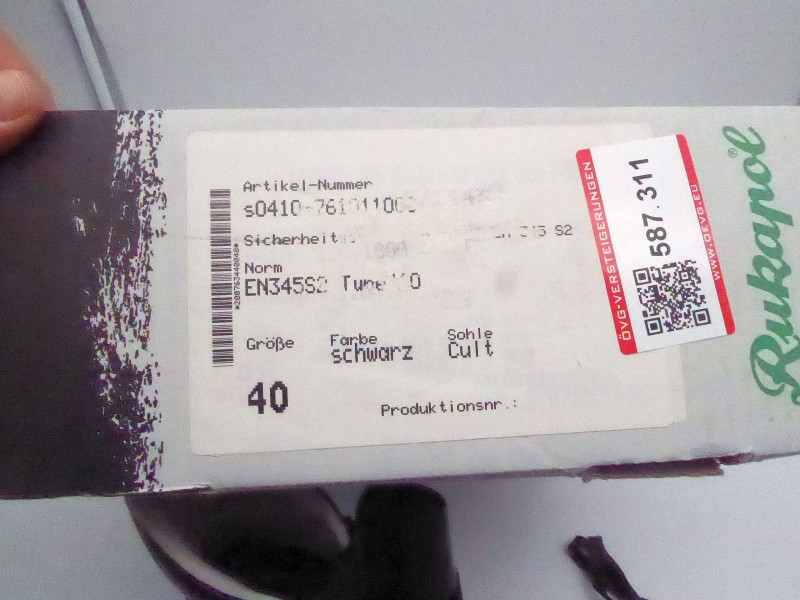 Artikel-Nummer
Sicherheits S2
Norm
EN345S2
Größe
Farbe
Sohle
schwarz
Cult
40
Produktionsnr.:
ÖVG-VERSTEIGERUNGEN
587.311
WWW.OEVG.EU
Rukapol®